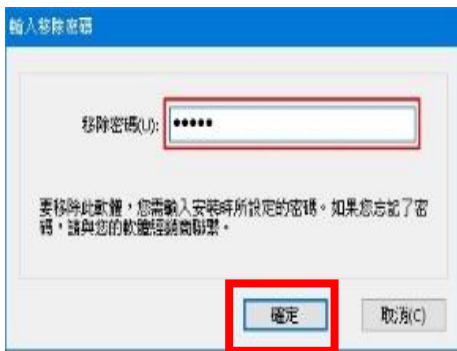 輸入移除密碼
移除密碼(U): •••••
要移除此軟體，您需輸入安裝時所設定的密碼。如果您忘記了密
碼，請與您的軟體經銷商聯繫。
確定
取消(C)